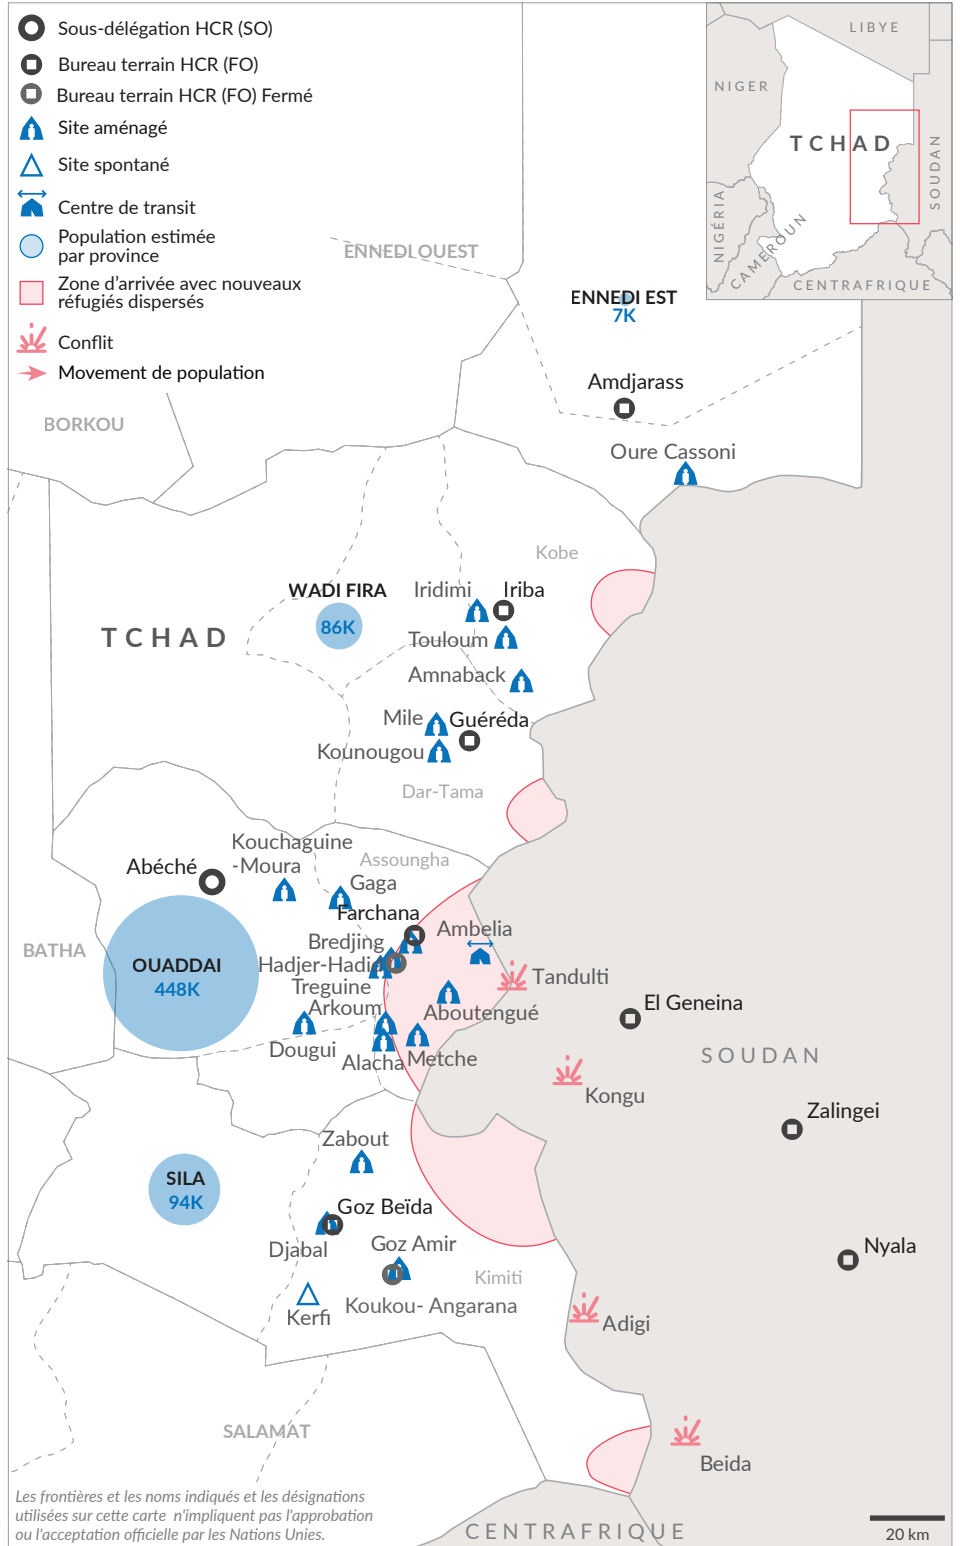 Sous-délégation HCR (SO)
Bureau terrain HCR (FO)
Bureau terrain HCR (FO) Fermé
Site aménagé
Site spontané
Centre de transit
Population estimée
par province
Zone d'arrivée avec nouveaux
réfugiés dispersés
Conflit
Movement de population
LIBYE
NIGER
TCHAD
SOUDAN
NIGÉRIA
CAMEROUN
CENTRAFRIQUE
ENNEDI OUEST
ENNEDI EST
7K
Amdjarass
BORKOU
Oure Cassoni
Kobe
WADI FIRA
86K
Iridimi
Iriba
TCHAD
Touloum
Amnaback
Mile
Guéréda
Kounougou
Dar-Tama
Kouchaguine
-Moura
Abéché
Assoungha
Gaga
Farchana
Ambelia
BATHA
Bredjing
OUADDAI
448K
Hadjer-Hadid
Tandulti
Treguine
Arkoum
Aboutengué
El Geneina
Dougui
Alacha
Metche
SOUDAN
Kongu
Zalingei
Zabout
SILA
94K
Goz Beïda
Djabal
Goz Amir
Nyala
Kimiti
Kerfi
Koukou- Angarana
Adigi
SALAMAT
Beida
Les frontières et les noms indiqués et les désignations
utilisées sur cette carte n'impliquent pas l'approbation
ou l'acceptation officielle par les Nations Unies.
CENTRAFRIQUE
20 km